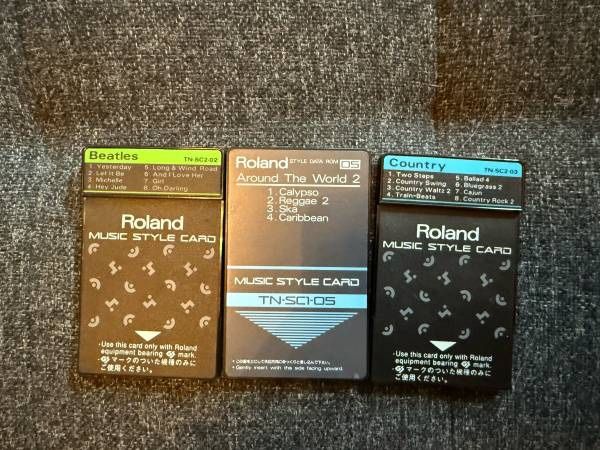 Beatles TN-SC2-02
1. Yesterday 5. Long & Wind. Road
2. Let It Be 6. And I Love Her
3. Michelle 7. Girl
4. Hey Jude 8. Oh Darling
Roland
MUSIC STYLE CARD
・Use this card only with Roland
equipment bearing mark.
・マークのついた機種のみに
ご使用ください。
Roland STYLE DATA ROM 05
Around The World 2
1. Calypso
2. Reggae 2
3. Ska
4. Caribbean
MUSIC STYLE CARD
TN-SC1-05
・Gently insert with this side facing upward.
Country TN-SC2-03
1. Two Steps 5. Ballad 4
2. Country Swing 6. Bluegrass 2
3. Country Waltz 2 7. Cajun
4. Train-Beats 8. Country Rock 2
Roland
MUSIC STYLE CARD
・Use this card only with Roland
equipment bearing mark.
・マークのついた機種のみに
ご使用ください。